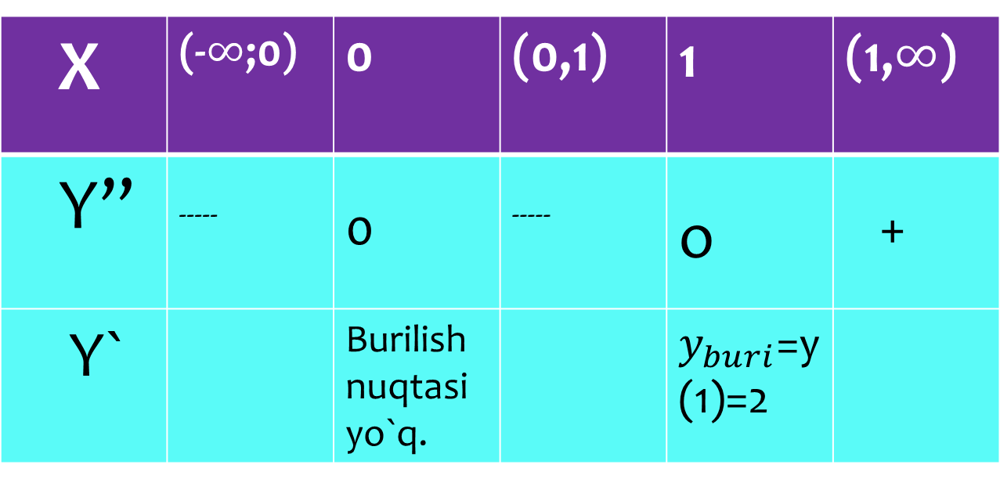 X (-∞;0) 0 (0,1) 1 (1,∞)
Y’’ ----- 0 ----- 0 +
Y` Burilish nuqtasi yo`q. y_buri=y (1)=2